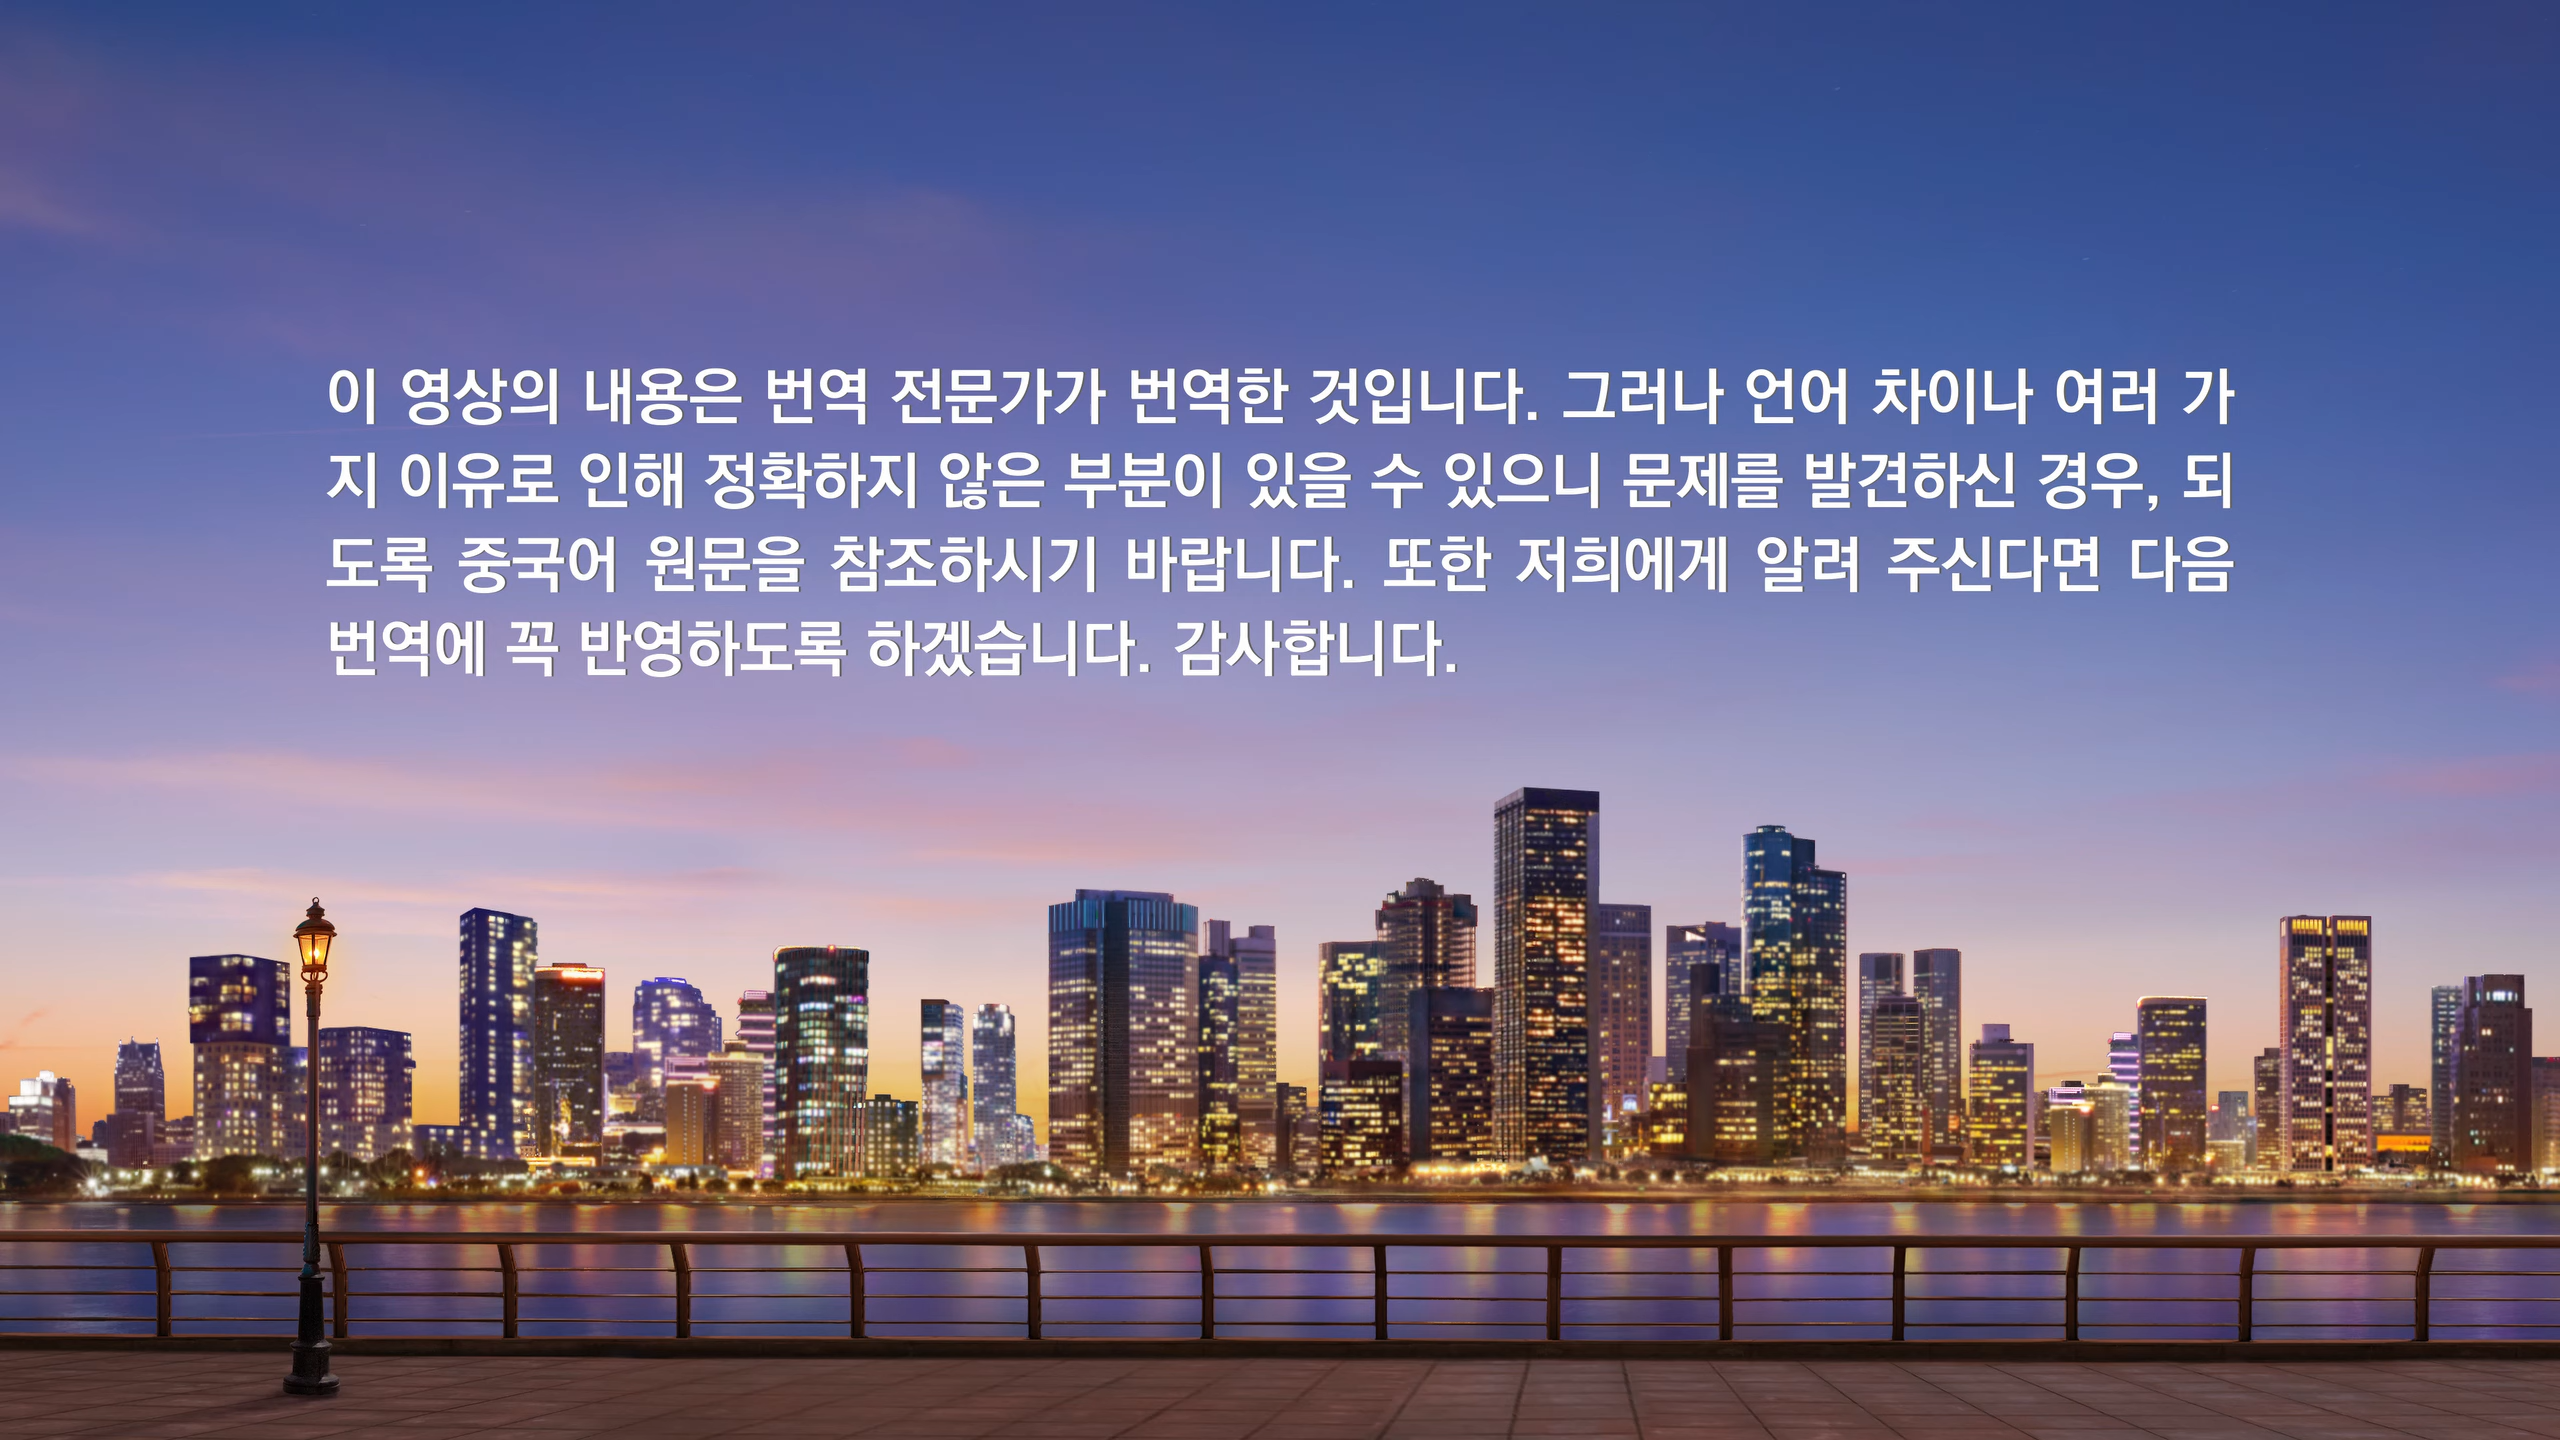 이 영상의 내용은 번역 전문가가 번역한 것입니다. 그러나 언어 차이나 여러 가
지 이유로 인해 정확하지 않은 부분이 있을 수 있으니 문제를 발견하신 경우, 되
도록 중국어 원문을 참조하시기 바랍니다. 또한 저희에게 알려 주신다면 다음
번역에 꼭 반영하도록 하겠습니다. 감사합니다.